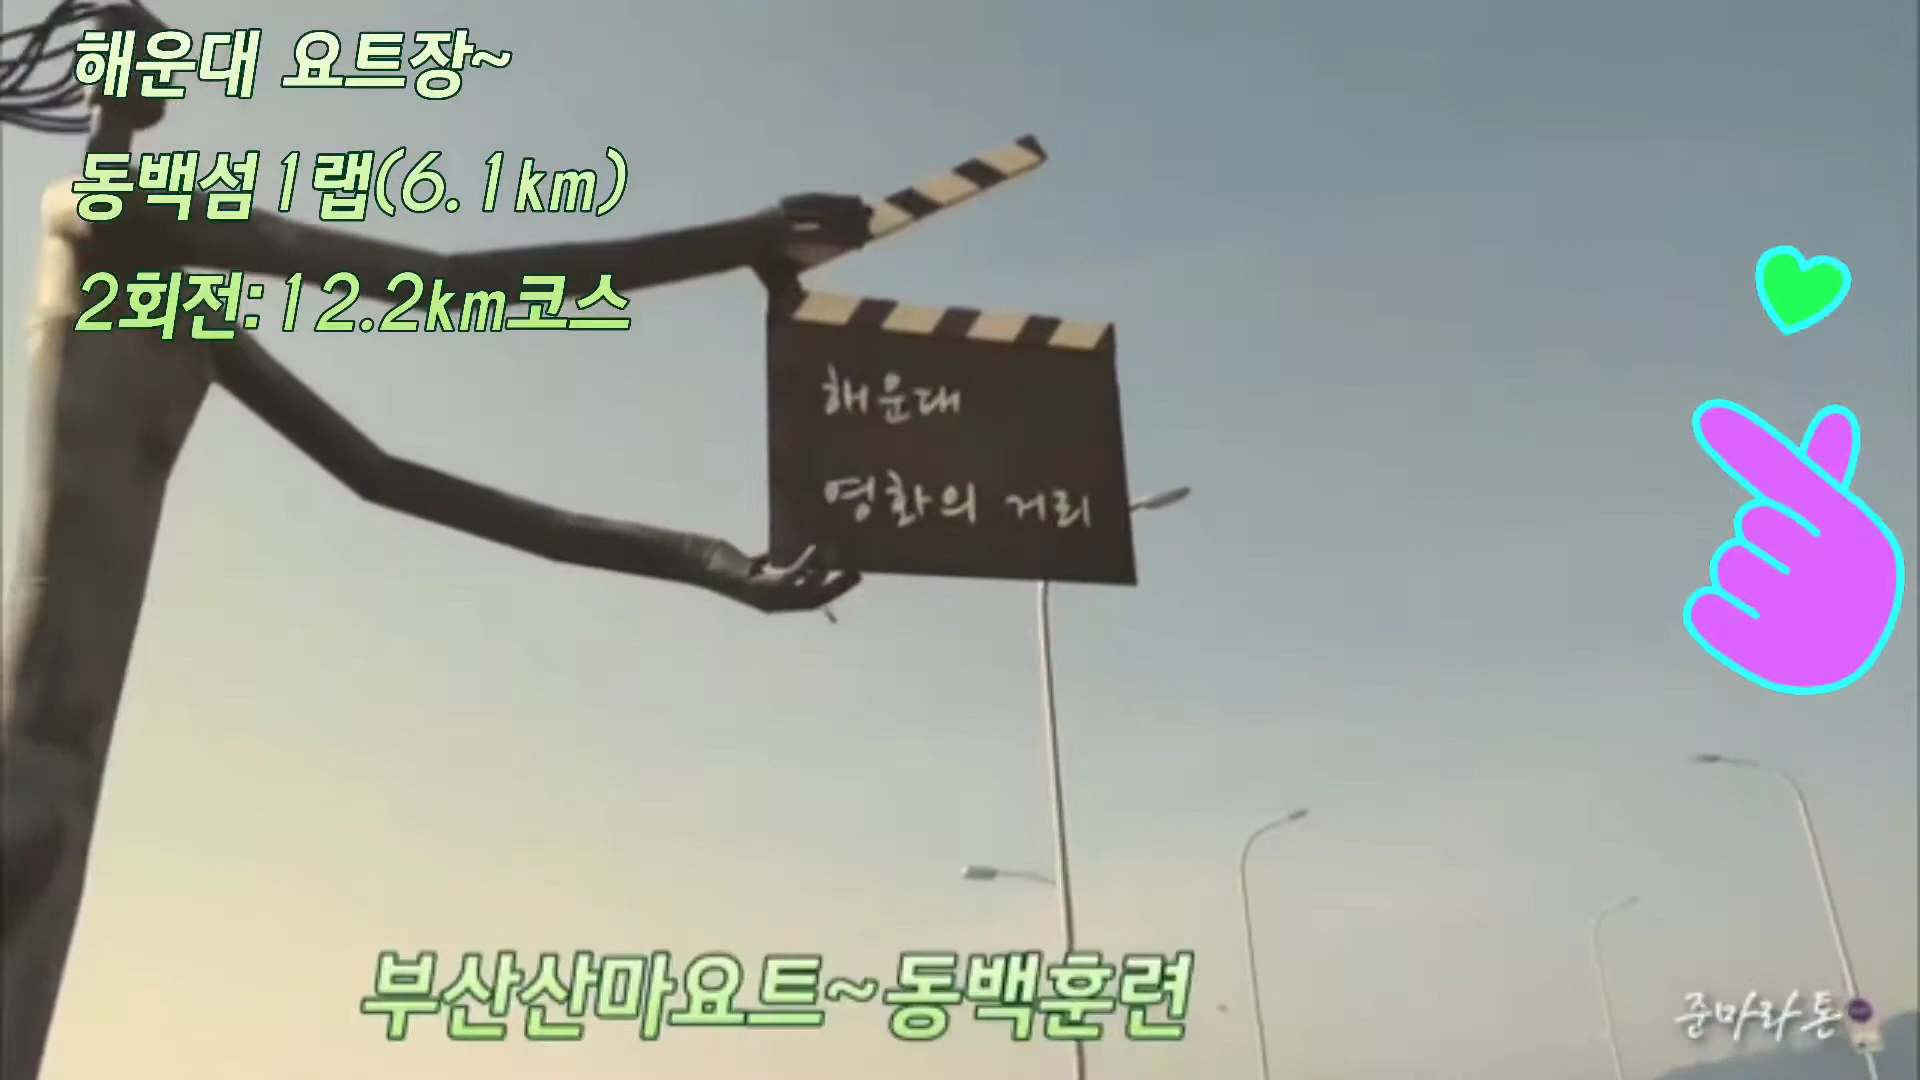 해운대 요트장~
동백섬1랩(6.1km)
2회전:12.2km코스
해운대
영화의 거리
부산산마요트~동백훈련
준마라톤